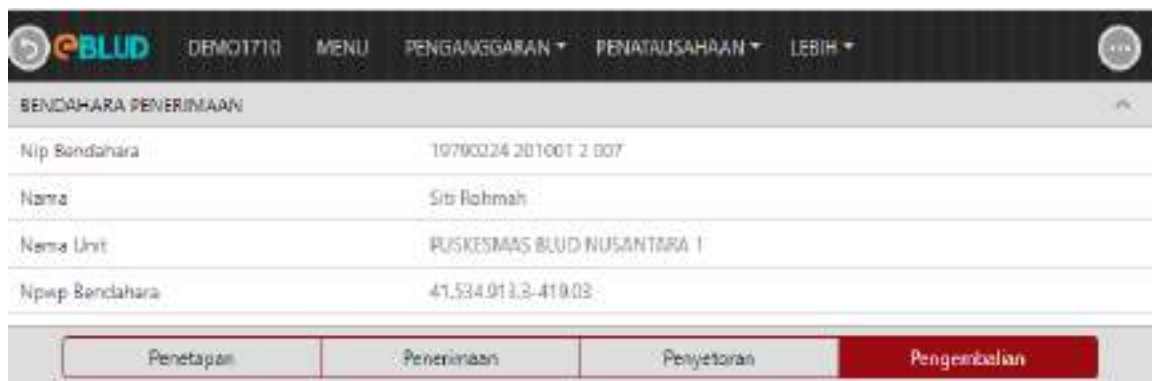 eBLUD DEMO1710 MENU PENGANGGARAN PENATAUSAHAAN LEBIH
BENDAHARA PENERIMAAN
Nip Bendahara 19790224 201001 2 007
Nama Siti Rohmah
Nama Unit PUSKESMAS BLUD NUSANTARA 1
Npwp Bendahara 41.534.913.3-419.03
Penetapan Penerimaan Penyetoran Pengembalian